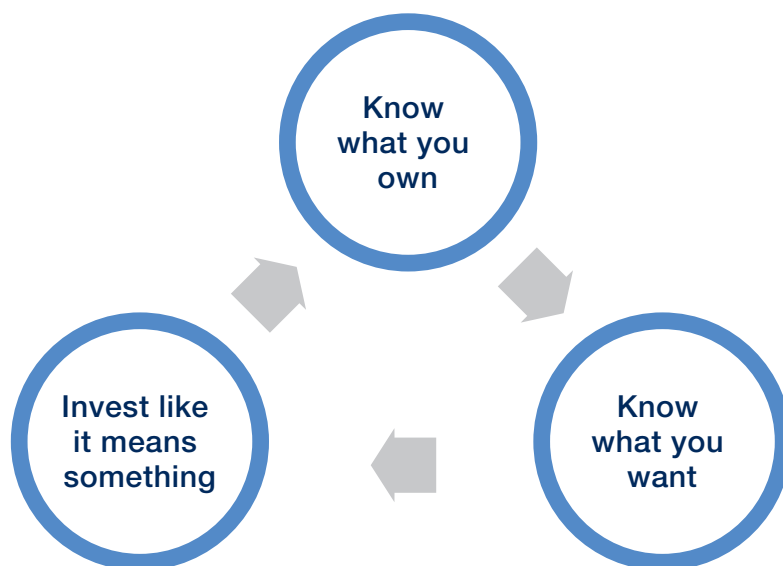 Know
what you
own
Know
what you
want
Invest like
it means
something